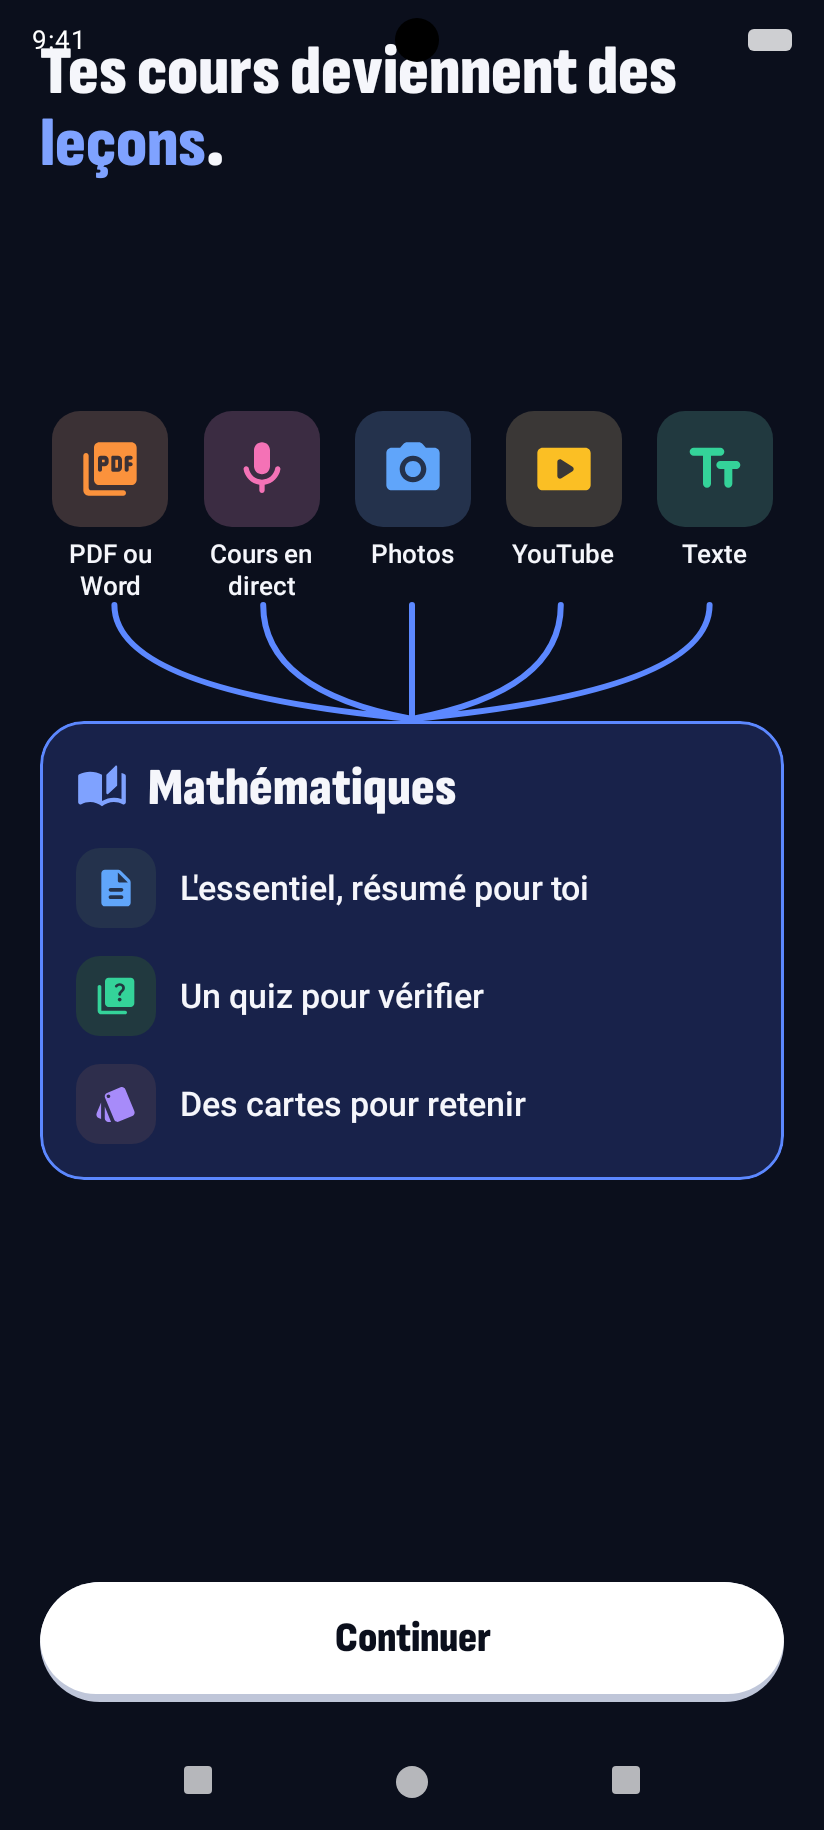 9:41
Tes cours deviennent des
leçons.
PDF
PDF ou
Word
Cours en
direct
Photos
YouTube
Tт
Texte
Mathématiques
L'essentiel, résumé pour toi
?
Un quiz pour vérifier
Des cartes pour retenir
Continuer